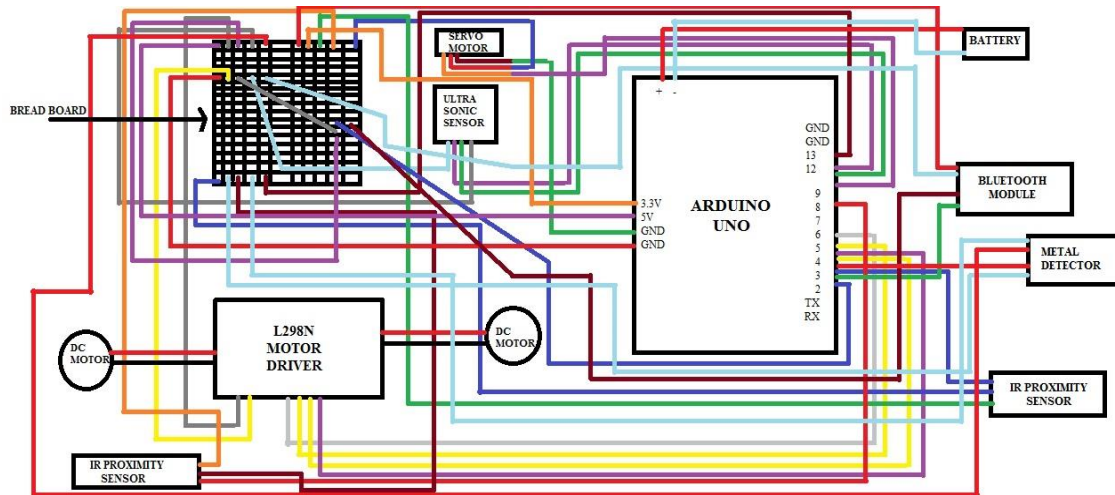 SERVO
MOTOR
BATTERY
+ -
BREAD BOARD
ULTRA
SONIC
SENSOR
GND
GND
13
12
9
8
7
6
5
4
3
2
TX
RX
ARDUINO
UNO
3.3V
5V
GND
GND
BLUETOOTH
MODULE
METAL
DETECTOR
L298N
MOTOR
DRIVER
DC
MOTOR
DC
MOTOR
IR PROXIMITY
SENSOR
IR PROXIMITY
SENSOR